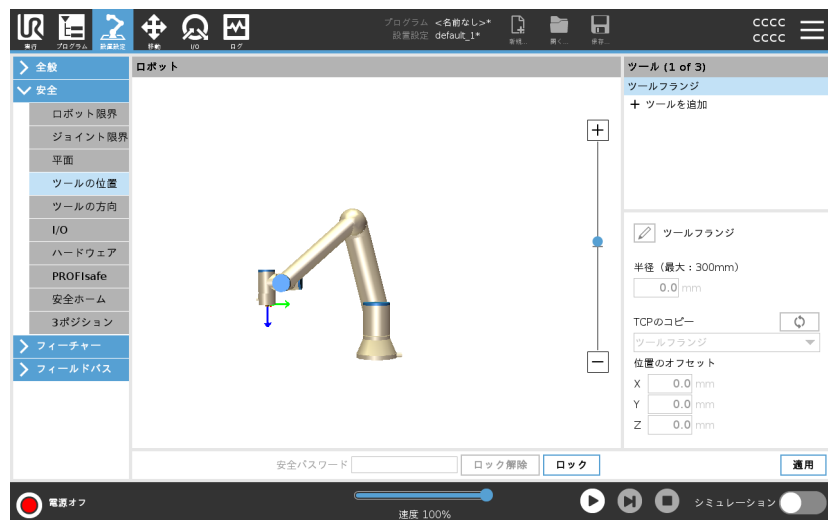 プログラム <名前なし>*
設置設定 default_1*
新規... 開く... 保存...
cccc
cccc
実行 プログラム 設置設定 移動 I/O ログ
全般
安全
ロボット限界
ジョイント限界
平面
ツールの位置
ツールの方向
I/O
ハードウェア
PROFIsafe
安全ホーム
3ポジション
フィーチャー
フィールドバス
ロボット
ツール (1 of 3)
ツールフランジ
ツールを追加
ツールフランジ
半径（最大：300mm）
0.0 mm
TCPのコピー
ツールフランジ
位置のオフセット
X 0.0 mm
Y 0.0 mm
Z 0.0 mm
安全パスワード ロック解除 ロック 適用
電源オフ
速度 100%
シミュレーション